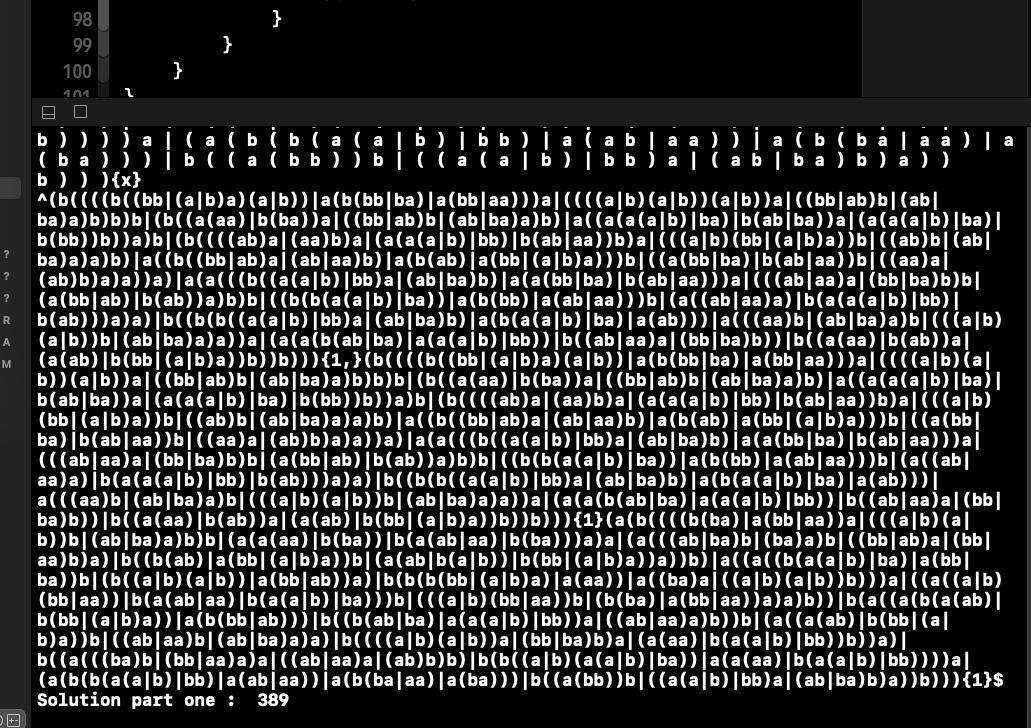 98 }
99 }
100 }
101 }
b ) ) ) ) a | ( a ( b ( b ( a ( a | b ) | b b ) | a ( a b | a a ) ) | a ( b ( b a | a a ) | a
( b a ) ) ) | b ( ( a ( b b ) ) b | ( ( a ( a | b ) | b b ) a | ( a b | b a ) b ) a ) )
b ) ) ){x}
^(b((((b((bb|(a|b)a)(a|b))|a(b(bb|ba)|a(bb|aa)))a|((((a|b)(a|b))(a|b))a|((bb|ab)b|(ab|
ba)a)b)b)b|(b((a(aa)|b(ba))a|((bb|ab)b|(ab|ba)a)b)|a((a(a(a|b)|ba)|b(ab|ba))a|(a(a(a|b)|ba)|
b(bb))b))a)b|(b((((ab)a|(aa)b)a|(a(a(a|b)|bb)|b(ab|aa))b)a|(((a|b)(bb|(a|b)a))b|((ab)b|(ab|
ba)a)a)b)|a((b((bb|ab)a|(ab|aa)b)|a(b(ab)|a(bb|(a|b)a)))b|((a(bb|ba)|b(ab|aa))b|((aa)a|
(ab)b)a)a))a)|a(a(((b((a(a|b)|bb)a|(ab|ba)b)|a(a(bb|ba)|b(ab|aa)))a|(((ab|aa)a|(bb|ba)b)b|
(a(bb|ab)|b(ab))a)b)b|((b(b(a(a|b)|ba))|a(b(bb)|a(ab|aa)))b|(a((ab|aa)a)|b(a(a(a|b)|bb)|
b(ab)))a)a)|b((b(b((a(a|b)|bb)a|(ab|ba)b)|a(b(a(a|b)|ba)|a(ab)))|a(((aa)b|(ab|ba)a)b|(((a|b)
(a|b))b|(ab|ba)a)a))a|(a(a(b(ab|ba)|a(a(a|b)|bb))|b((ab|aa)a|(bb|ba)b))|b((a(aa)|b(ab))a|
(a(ab)|b(bb|(a|b)a))b))b))){1,}(b((((b((bb|(a|b)a)(a|b))|a(b(bb|ba)|a(bb|aa)))a|((((a|b)(a|
b))(a|b))a|((bb|ab)b|(ab|ba)a)b)b)b|(b((a(aa)|b(ba))a|((bb|ab)b|(ab|ba)a)b)|a((a(a(a|b)|ba)|
b(ab|ba))a|(a(a(a|b)|ba)|b(bb))b))a)b|(b((((ab)a|(aa)b)a|(a(a(a|b)|bb)|b(ab|aa))b)a|(((a|b)
(bb|(a|b)a))b|((ab)b|(ab|ba)a)a)b)|a((b((bb|ab)a|(ab|aa)b)|a(b(ab)|a(bb|(a|b)a)))b|((a(bb|
ba)|b(ab|aa))b|((aa)a|(ab)b)a)a))a)|a(a(((b((a(a|b)|bb)a|(ab|ba)b)|a(a(bb|ba)|b(ab|aa)))a|
(((ab|aa)a|(bb|ba)b)b|(a(bb|ab)|b(ab))a)b)b|((b(b(a(a|b)|ba))|a(b(bb)|a(ab|aa)))b|(a((ab|
aa)a)|b(a(a(a|b)|bb)|b(ab)))a)a)|b((b(b((a(a|b)|bb)a|(ab|ba)b)|a(b(a(a|b)|ba)|a(ab)))|
a(((aa)b|(ab|ba)a)b|(((a|b)(a|b))b|(ab|ba)a)a))a|(a(a(b(ab|ba)|a(a(a|b)|bb))|b((ab|aa)a|(bb|
ba)b))|b((a(aa)|b(ab))a|(a(ab)|b(bb|(a|b)a))b))b))){1}(a(b((((b(ba)|a(bb|aa))a|(((a|b)(a|
b))b|(ab|ba)a)b)b|(a(a(aa)|b(ba))|b(a(ab|aa)|b(ba)))a)a|(a(((ab|ba)b|(ba)a)b|((bb|ab)a|(bb|
aa)b)a)|b((b(ab)|a(bb|(a|b)a))b|(a(ab|b(a|b))|b(bb|(a|b)a))a))b)|a((a((b(a(a|b)|ba)|a(bb|
ba))b|(b((a|b)(a|b))|a(bb|ab))a)|b(b(b(bb|(a|b)a)|a(aa))|a((ba)a|((a|b)(a|b))b)))a|((a((a|b)
(bb|aa))|b(a(ab|aa)|b(a(a|b)|ba)))b|(((a|b)(bb|aa))b|(b(ba)|a(bb|aa))a)a)b))|b(a((a(b(a(ab)|
b(bb|(a|b)a))|a(b(bb|ab)))|b((b(ab|ba)|a(a(a|b)|bb))a|((ab|aa)a)b))b|(a((a(ab)|b(bb|(a|
b)a))b|((ab|aa)b|(ab|ba)a)a)|b((((a|b)(a|b))a|(bb|ba)b)a|(a(aa)|b(a(a|b)|bb))b))a)|
b((a(((ba)b|(bb|aa)a)a|((ab|aa)a|(ab)b)b)|b(b((a|b)(a(a|b)|ba))|a(a(aa)|b(a(a|b)|bb))))a|
(a(b(b(a(a|b)|bb)|a(ab|aa))|a(b(ba|aa)|a(ba)))|b((a(bb))b|((a(a|b)|bb)a|(ab|ba)b)a))b))){1}$
Solution part one :  389